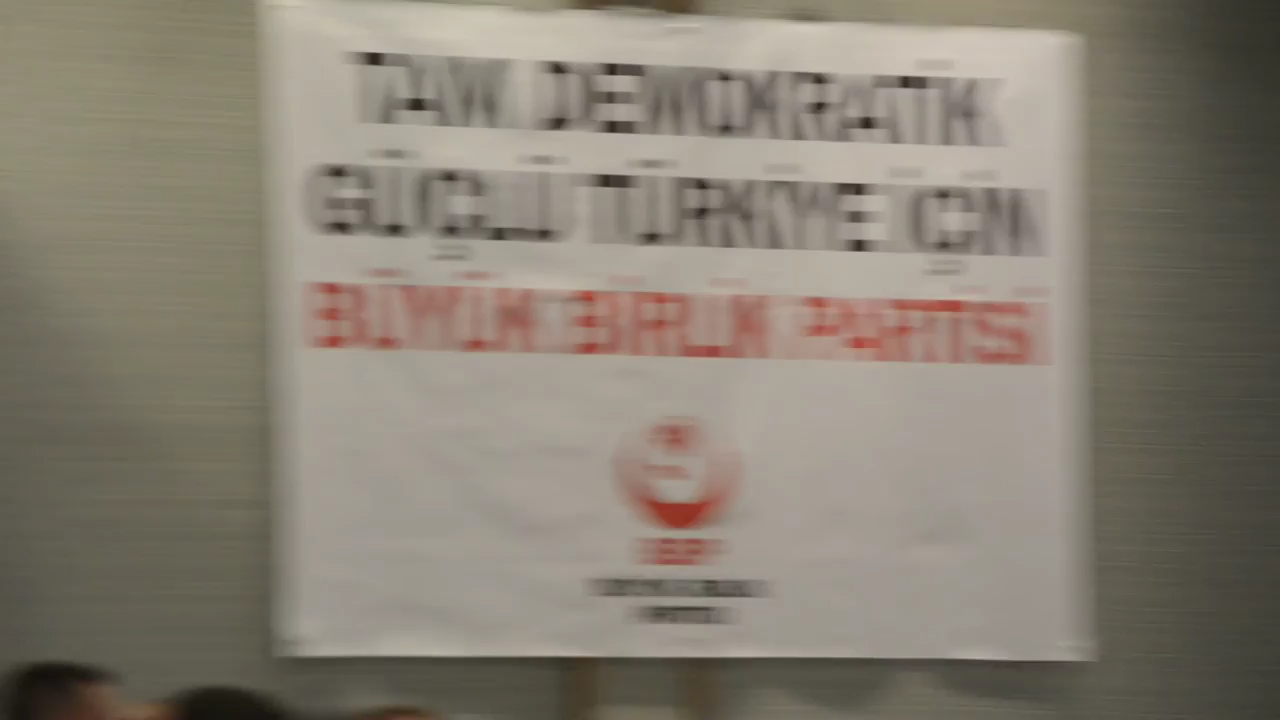 TAM DEMOKRATİK
GÜÇLÜ TÜRKİYE İÇİN
BÜYÜK BİRLİK PARTİSİ
BBP